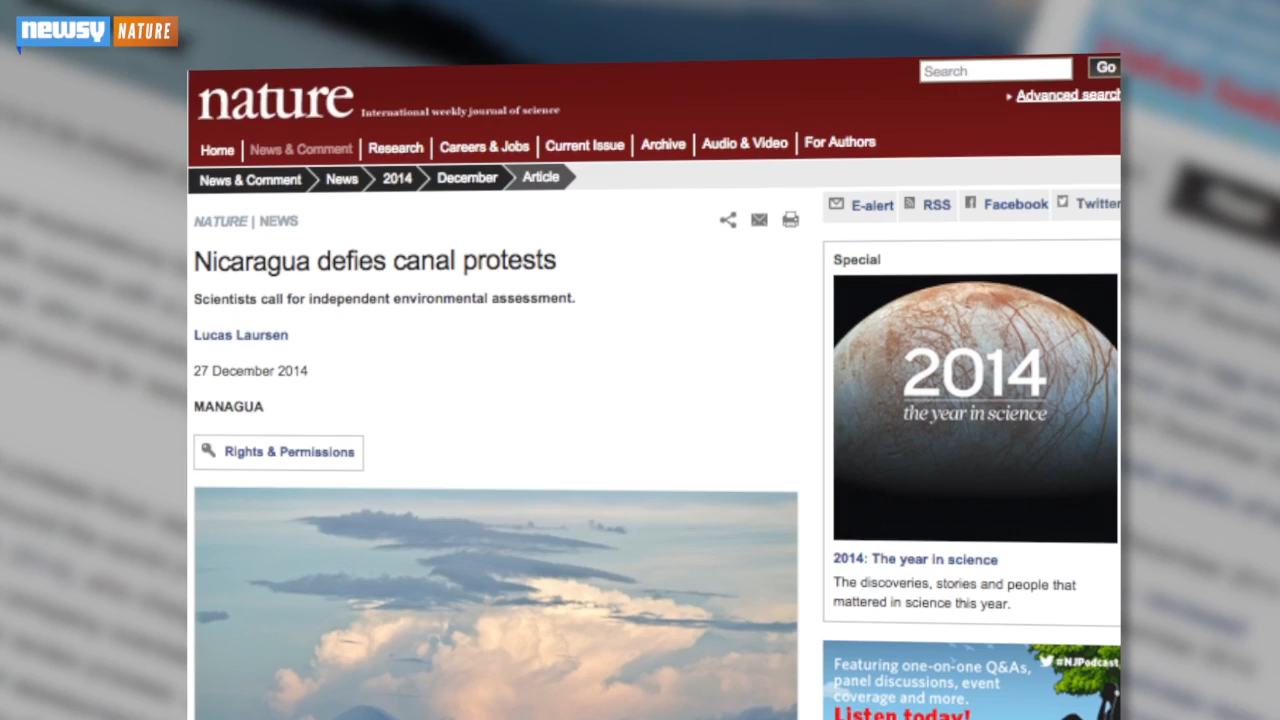 newsy NATURE
nature International weekly journal of science
Search Go
Advanced search
Home News & Comment Research Careers & Jobs Current Issue Archive Audio & Video For Authors
News & Comment News 2014 December Article
E-alert RSS Facebook Twitter
NATURE | NEWS
Nicaragua defies canal protests
Scientists call for independent environmental assessment.
Lucas Laursen
27 December 2014
MANAGUA
Rights & Permissions
Special
2014
the year in science
2014: The year in science
The discoveries, stories and people that
mattered in science this year.
Featuring one-on-one Q&As,
panel discussions, event
coverage and more.
Listen today!
#NJPodcast